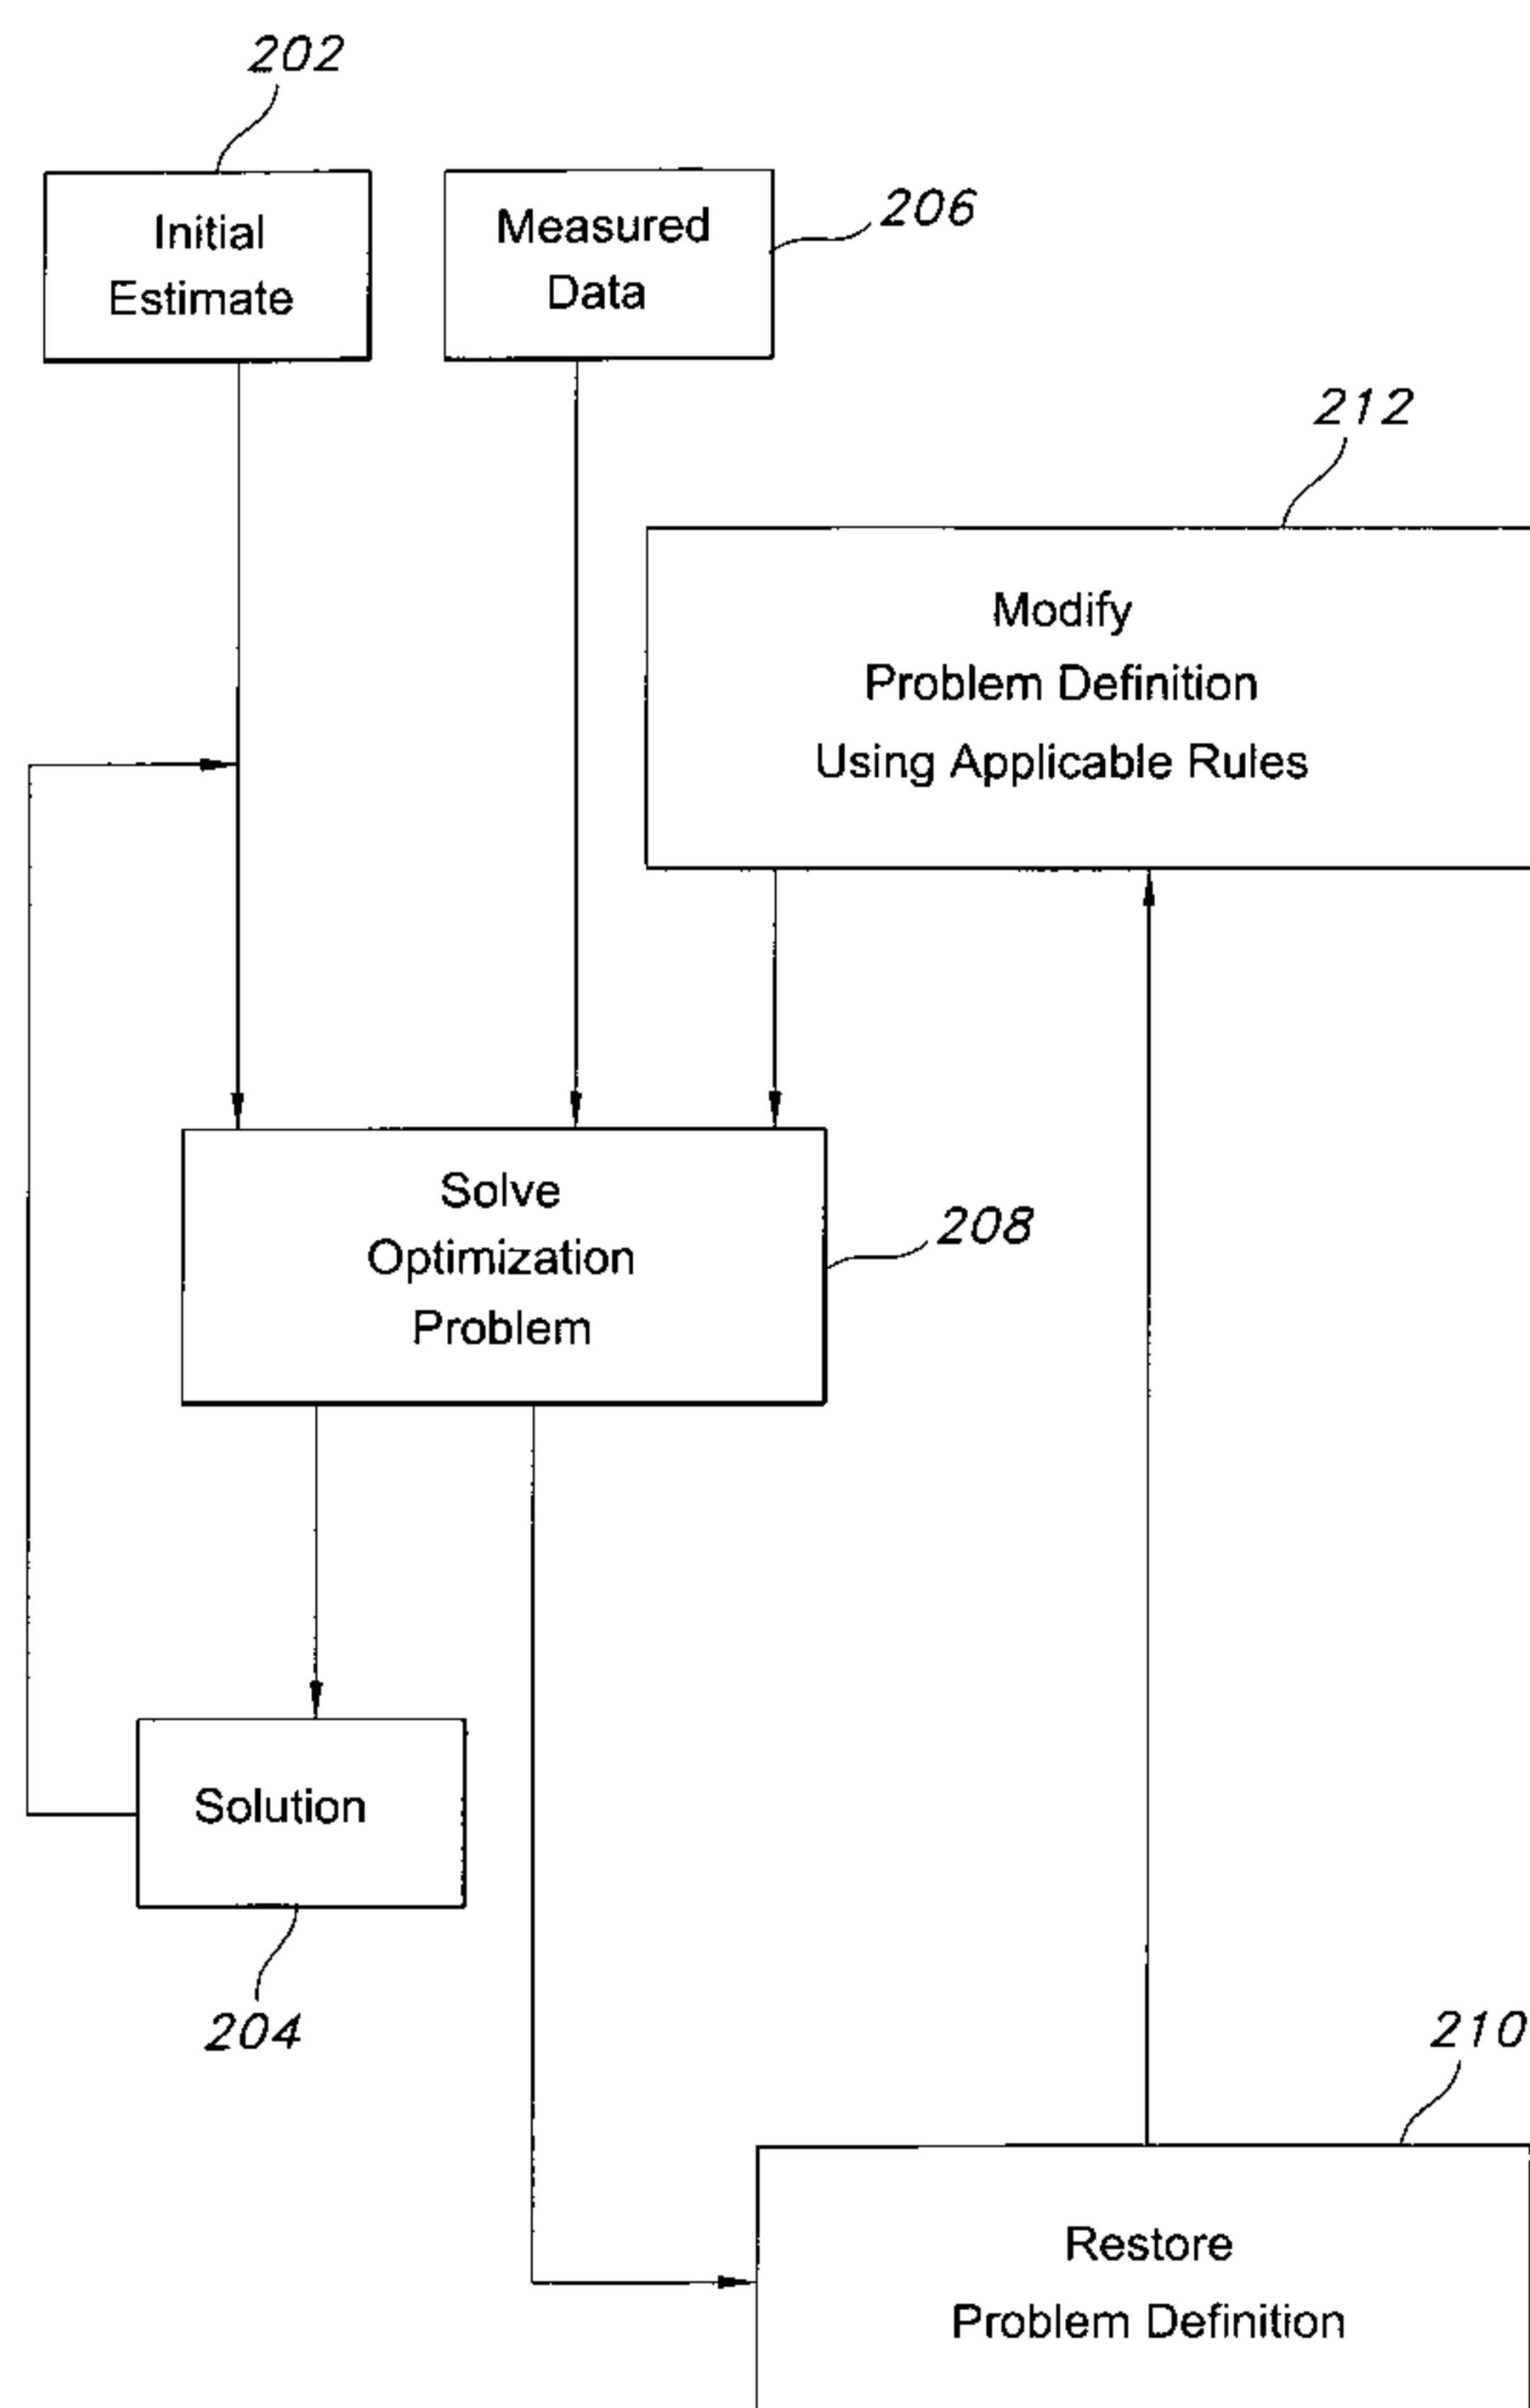 202
Initial
Estimate
Measured
Data
206
212
Modify
Problem Definition
Using Applicable Rules
Solve
Optimization
Problem
208
Solution
204
210
Restore
Problem Definition